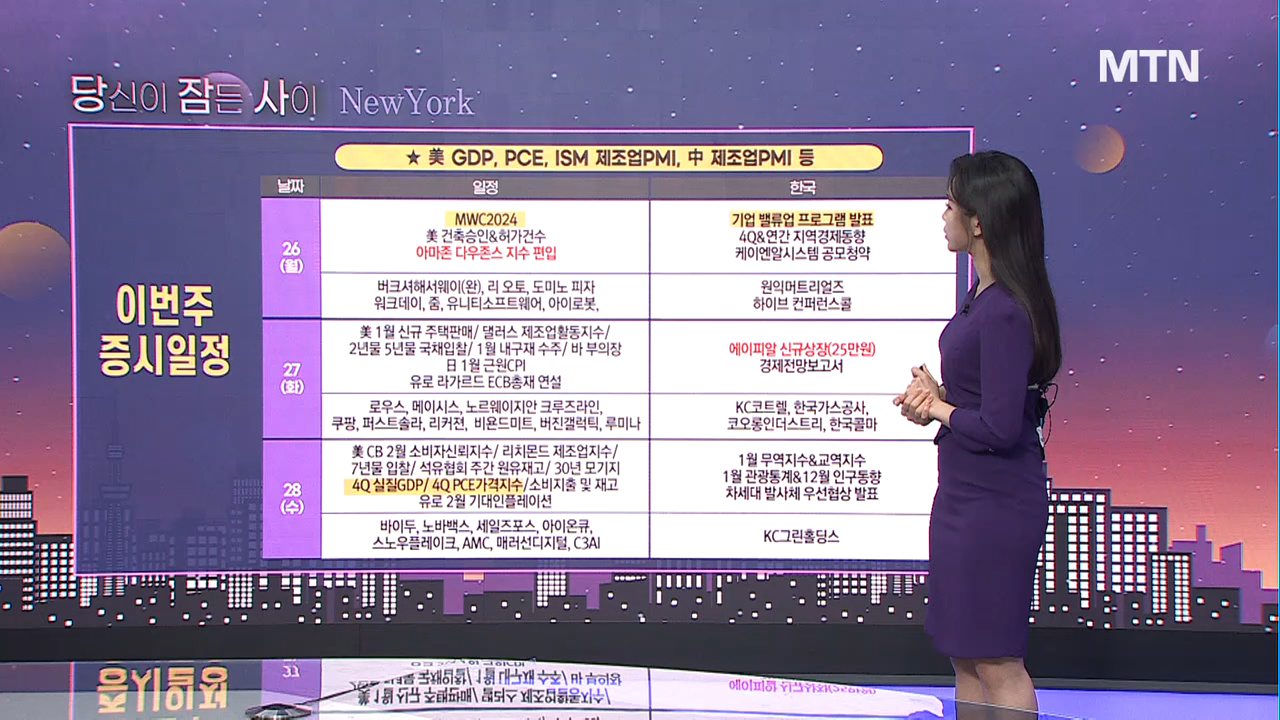 MTN
당신이 잠든 사이 NewYork
★ 美 GDP, PCE, ISM 제조업PMI, 中 제조업PMI 등
이번주
증시일정
날짜 일정 한국
26
(월)
MWC2024
美 건축승인&허가건수
아마존 다우존스 지수 편입
기업 밸류업 프로그램 발표
4Q&연간 지역경제동향
케이엔알시스템 공모청약
버크셔해서웨이(완), 리 오토, 도미노 피자
워크데이, 줌, 유니티소프트웨어, 아이로봇,
원익머트리얼즈
하이브 컨퍼런스콜
27
(화)
美 1월 신규 주택판매/ 댈러스 제조업활동지수/
2년물 5년물 국채입찰/ 1월 내구재 수주/ 바 부의장
日 1월 근원CPI
유로 라가르드 ECB총재 연설
에이피알 신규상장(25만원)
경제전망보고서
로우스, 메이시스, 노르웨이지안 크루즈라인,
쿠팡, 퍼스트솔라, 리커젼, 비욘드미트, 버진갤럭틱, 루미나
KC코트렐, 한국가스공사,
코오롱인더스트리, 한국콜마
28
(수)
美 CB 2월 소비자신뢰지수/ 리치몬드 제조업지수/
7년물 입찰/ 석유협회 주간 원유재고/ 30년 모기지
4Q 실질GDP/ 4Q PCE가격지수/소비지출 및 재고
유로 2월 기대인플레이션
1월 무역지수&교역지수
1월 관광통계&12월 인구동향
차세대 발사체 우선협상 발표
바이두, 노바백스, 세일즈포스, 아이온큐,
스노우플레이크, AMC, 매러선디지털, C3AI
KC그린홀딩스